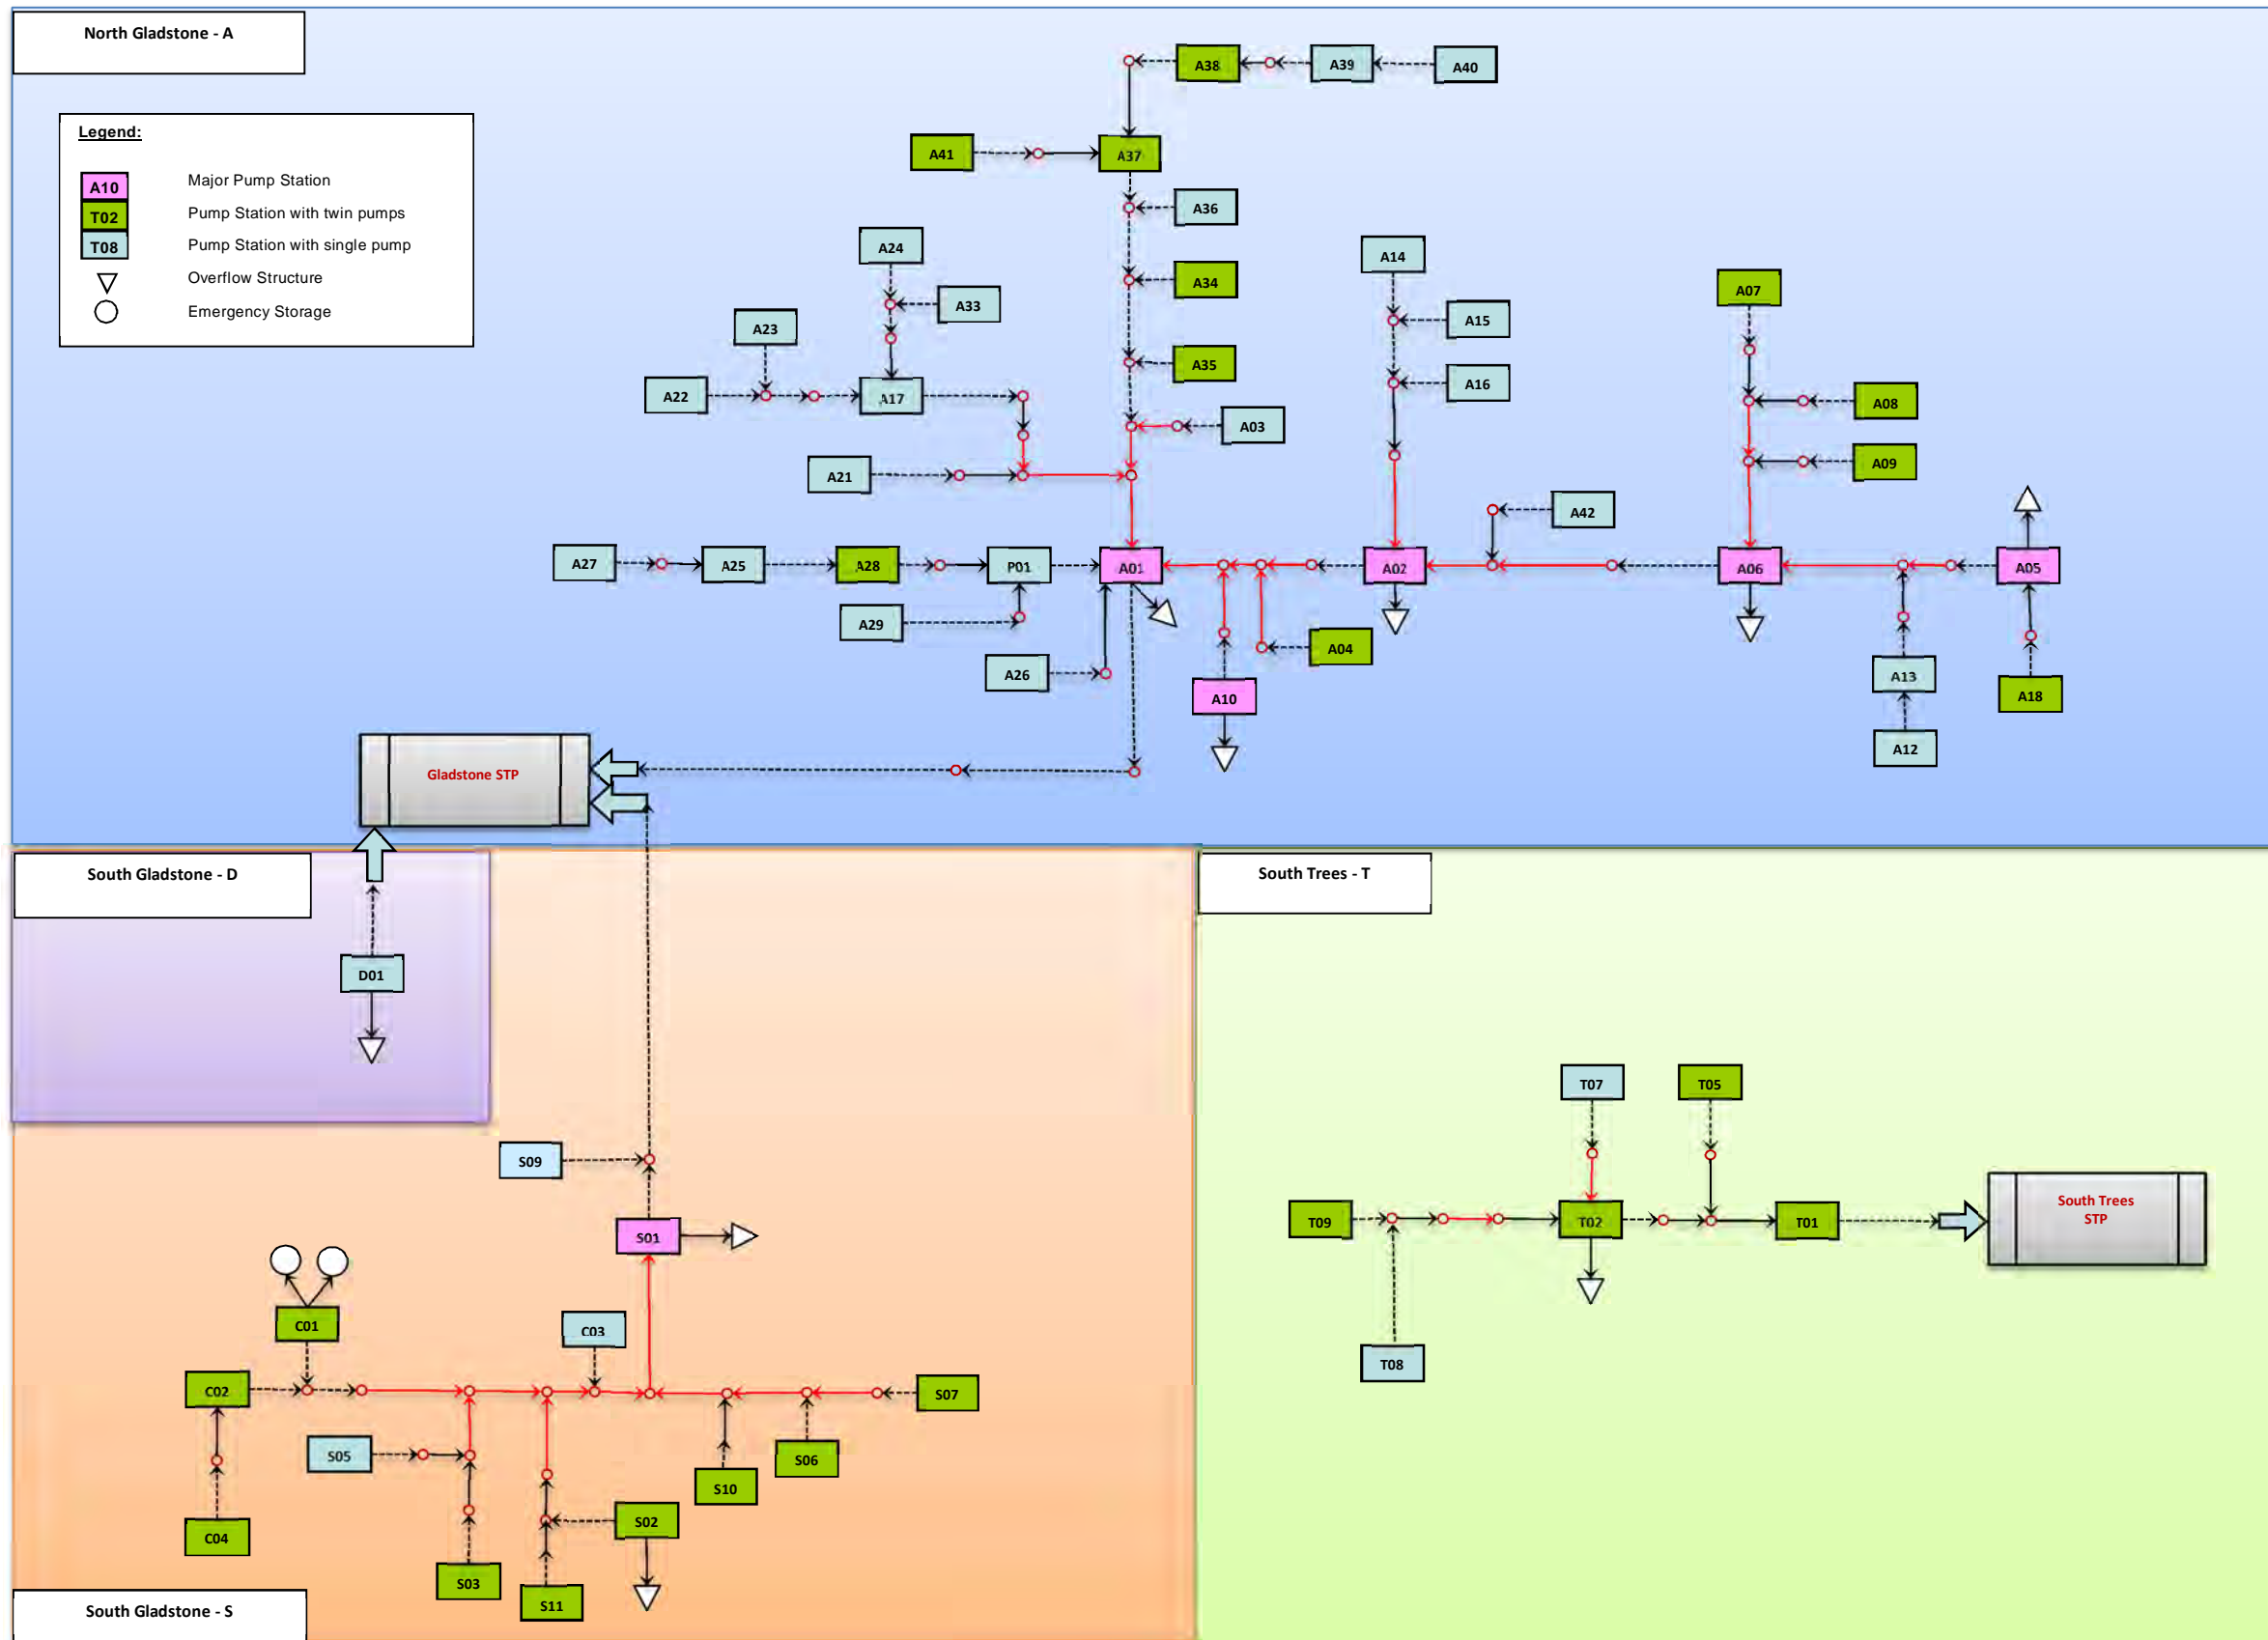 North Gladstone - A
Legend:
A10 Major Pump Station
T02 Pump Station with twin pumps
T08 Pump Station with single pump
Overflow Structure
Emergency Storage
A38
A39
A40
A41
A37
A36
A24
A14
A34
A07
A33
A15
A23
A35
A16
A22
A17
A08
A03
A21
A09
A42
A27
A25
A28
P01
A01
A02
A06
A05
A29
A04
A26
A10
A13
A18
A12
Gladstone STP
South Gladstone - D
South Trees - T
D01
T07
T05
S09
T09
T02
T01
South Trees
STP
S01
C01
C03
T08
C02
S07
S05
S06
S10
S02
C04
S03
S11
South Gladstone - S